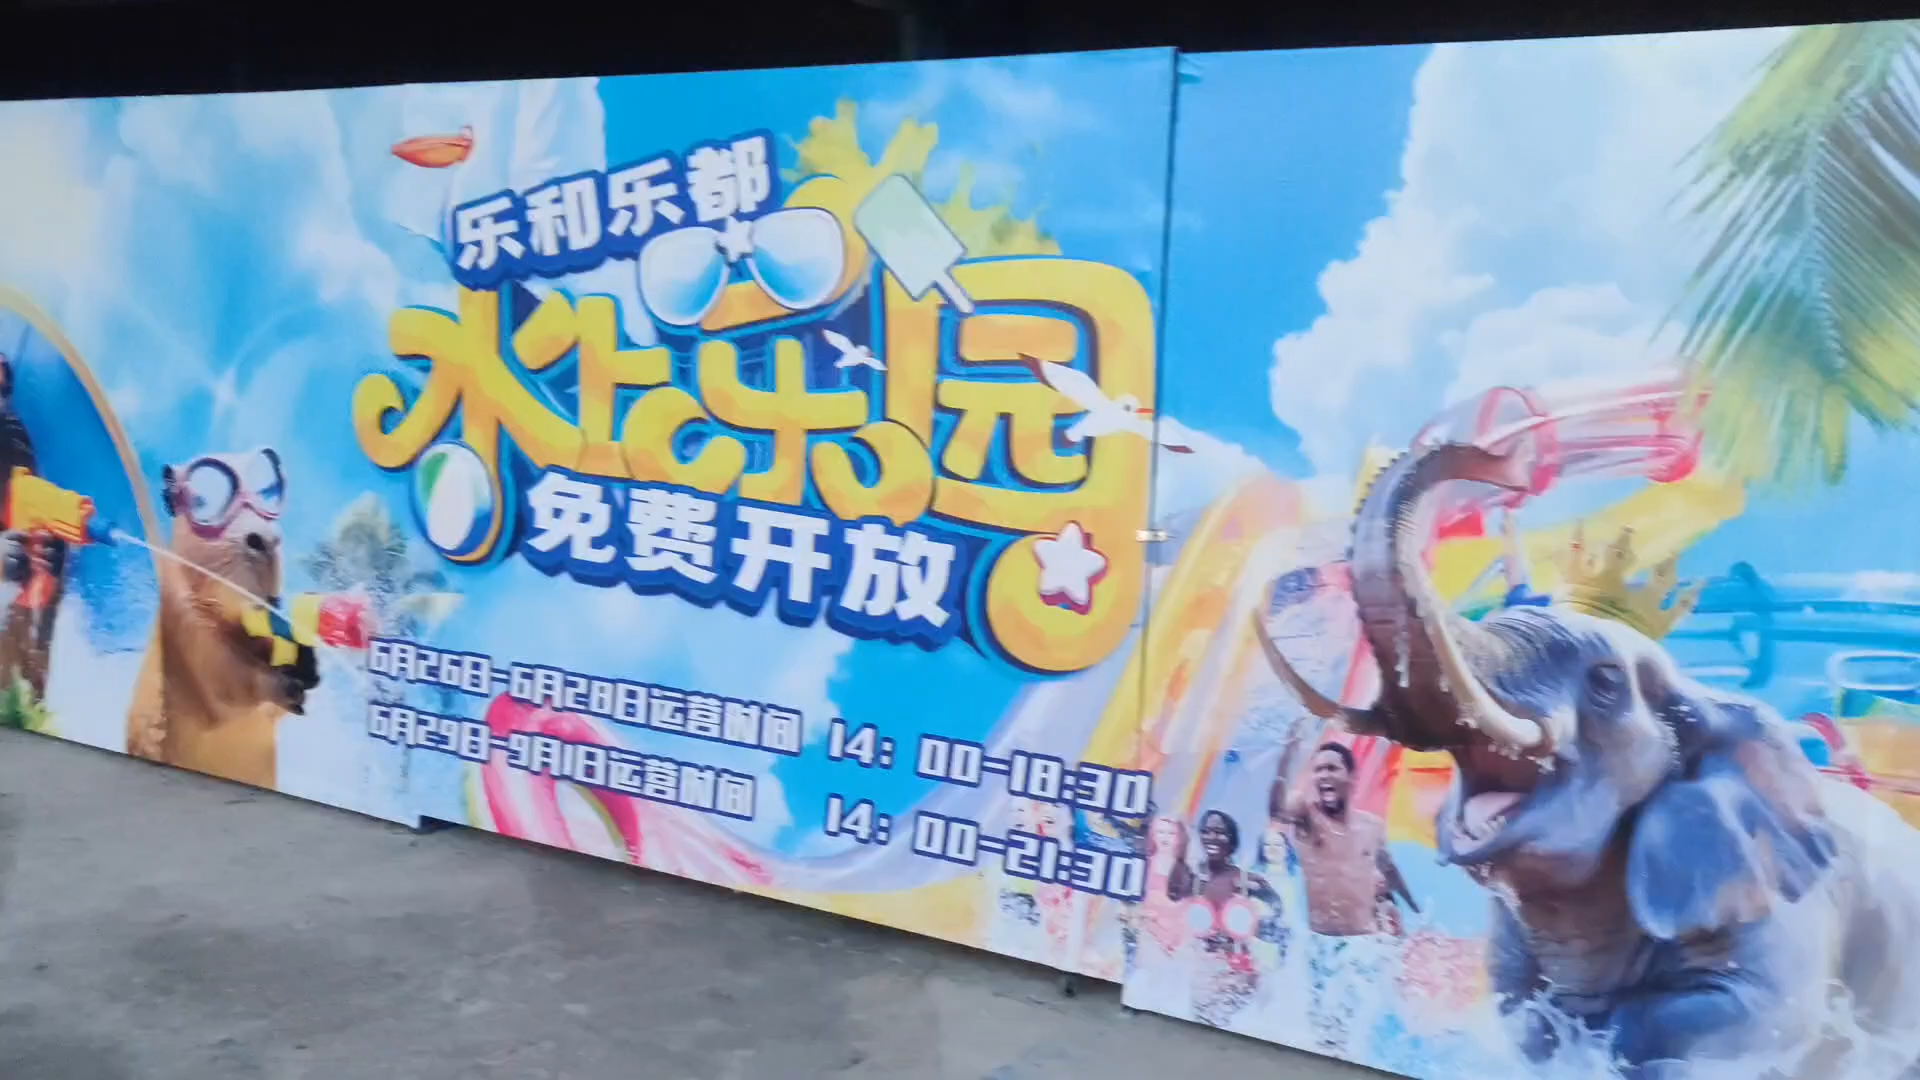 乐和乐都
水上乐园
免费开放
6月26日-6月28日运营时间 14：00-18:30
6月29日-9月1日运营时间 14：00-21:30